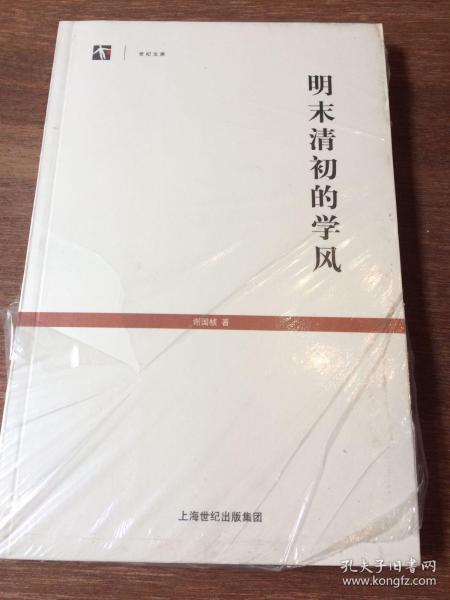 世纪文库
明末清初的学风
谢国桢 著
上海世纪出版集团
孔夫子旧书网
www.kongfz.com